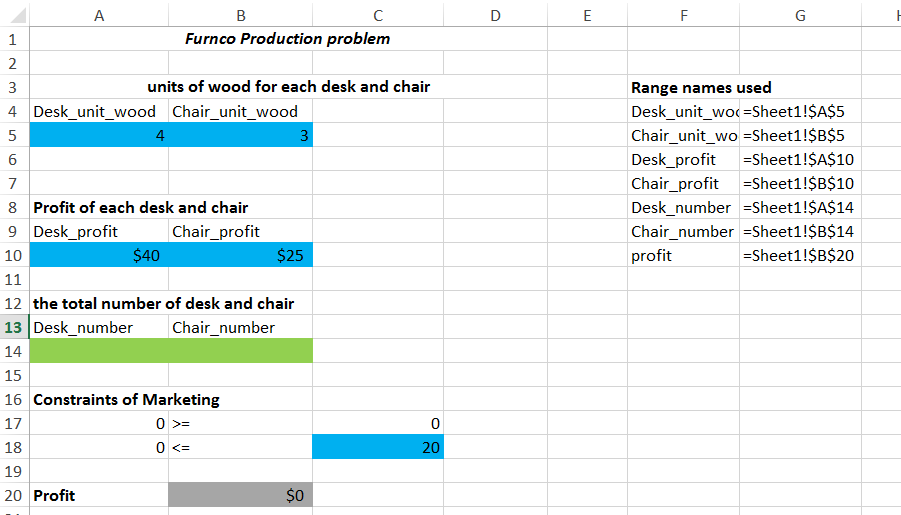 A B C D E F G
1 Furnco Production problem
2
3 units of wood for each desk and chair Range names used
4 Desk_unit_wood Chair_unit_wood Desk_unit_woo =Sheet1!$A$5
5 4 3 Chair_unit_wo =Sheet1!$B$5
6 Desk_profit =Sheet1!$A$10
7 Chair_profit =Sheet1!$B$10
8 Profit of each desk and chair Desk_number =Sheet1!$A$14
9 Desk_profit Chair_profit Chair_number =Sheet1!$B$14
10 $40 $25 profit =Sheet1!$B$20
11
12 the total number of desk and chair
13 Desk_number Chair_number
14
15
16 Constraints of Marketing
17 0 >= 0
18 0 <= 20
19
20 Profit $0